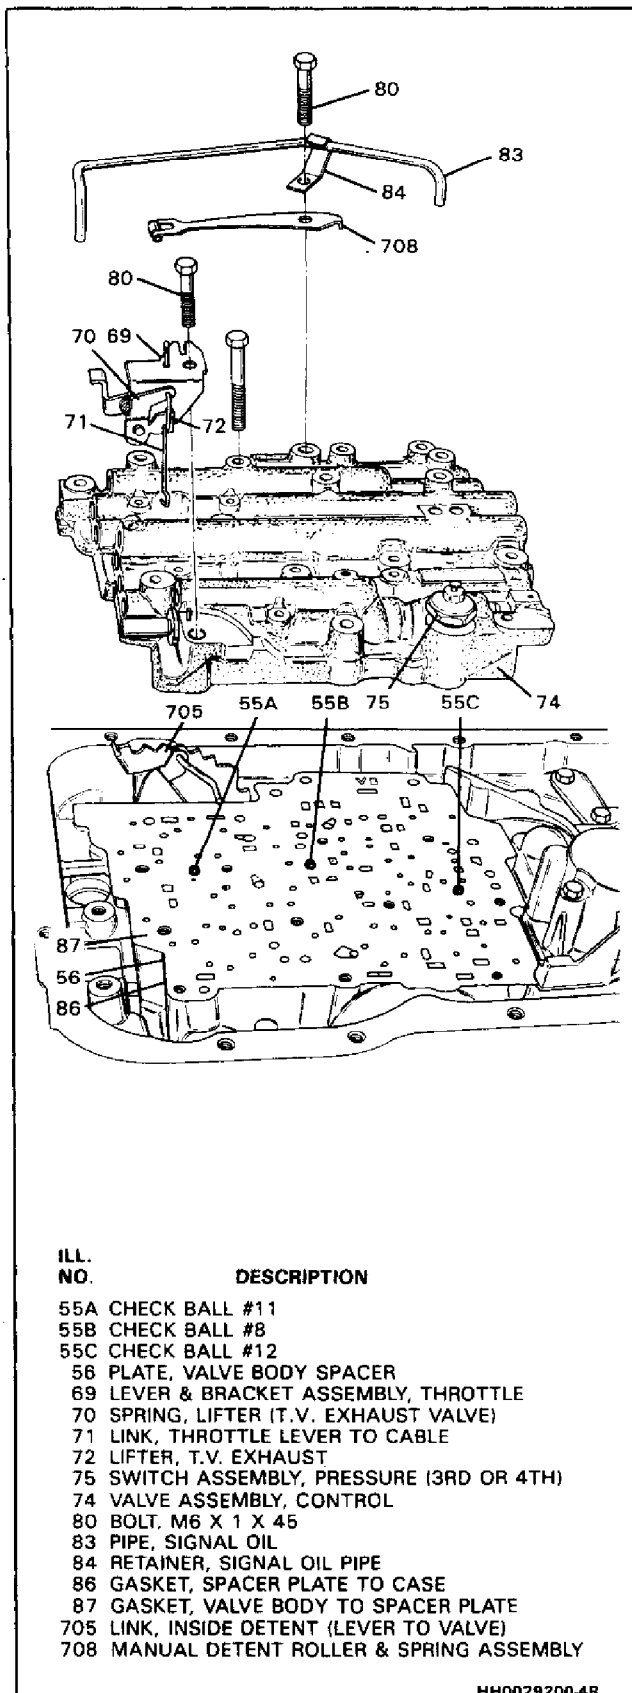 80
83
84
708
80
70 69
71
72
705
55A
55B
75
55C
74
87
56
86
ILL.
NO. DESCRIPTION
55A CHECK BALL #11
55B CHECK BALL #8
55C CHECK BALL #12
56 PLATE, VALVE BODY SPACER
69 LEVER & BRACKET ASSEMBLY, THROTTLE
70 SPRING, LIFTER (T.V. EXHAUST VALVE)
71 LINK, THROTTLE LEVER TO CABLE
72 LIFTER, T.V. EXHAUST
75 SWITCH ASSEMBLY, PRESSURE (3RD OR 4TH)
74 VALVE ASSEMBLY, CONTROL
80 BOLT, M6 X 1 X 45
83 PIPE, SIGNAL OIL
84 RETAINER, SIGNAL OIL PIPE
86 GASKET, SPACER PLATE TO CASE
87 GASKET, VALVE BODY TO SPACER PLATE
705 LINK, INSIDE DETENT (LEVER TO VALVE)
708 MANUAL DETENT ROLLER & SPRING ASSEMBLY
HH0029200-4R